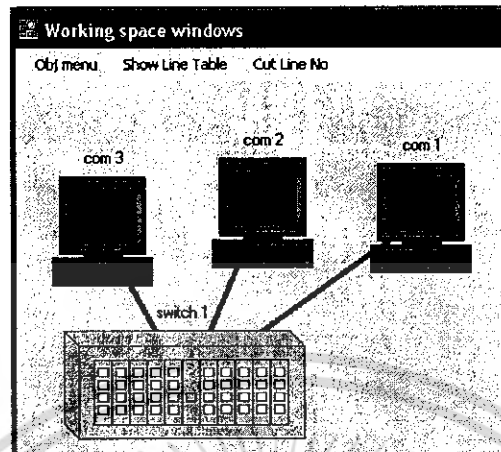 Working space windows
Obj menu Show Line Table Cut Line No
com 3 com 2 com 1
switch 1